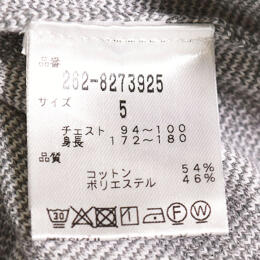 品番
262-8273925
サイズ
5
チェスト 94～100
身長 172～180
品質
コットン 54%
ポリエステル 46%
30 F W